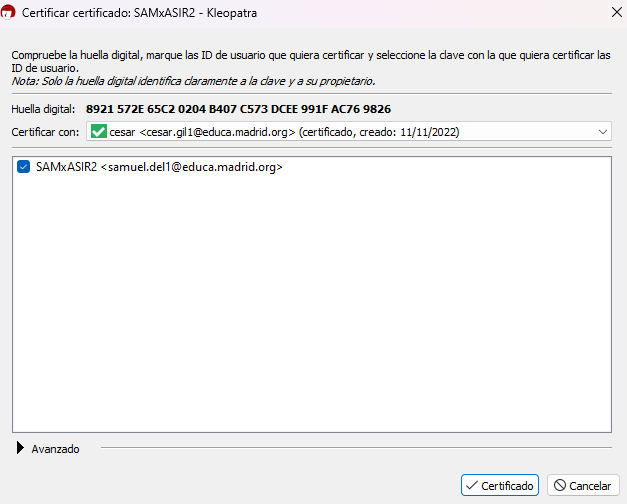 Certificar certificado: SAMxASIR2 - Kleopatra
Compruebe la huella digital, marque las ID de usuario que quiera certificar y seleccione la clave con la que quiera certificar las
ID de usuario.
Nota: Solo la huella digital identifica claramente a la clave y a su propietario.
Huella digital: 8921 572E 65C2 0204 B407 C573 DCEE 991F AC76 9826
Certificar con: cesar <cesar.gil1@educa.madrid.org> (certificado, creado: 11/11/2022)
SAMxASIR2 <samuel.del1@educa.madrid.org>
Avanzado
Certificado Cancelar